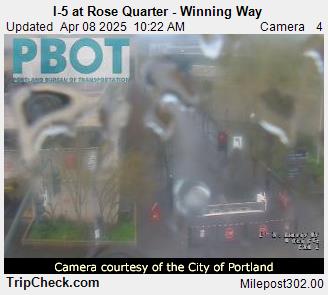 I-5 at Rose Quarter - Winning Way
Updated Apr 08 2025 10:22 AM Camera 4
PBOT
PORTLAND BUREAU OF TRANSPORTATION
Camera courtesy of the City of Portland
TripCheck.com Milepost302.00